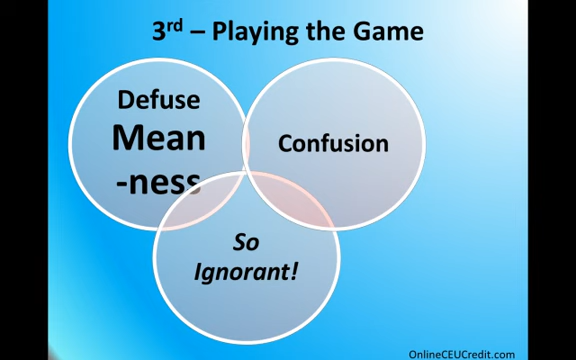 3rd – Playing the Game
Defuse
Mean
-ness
Confusion
So
Ignorant!
OnlineCEUCredit.com